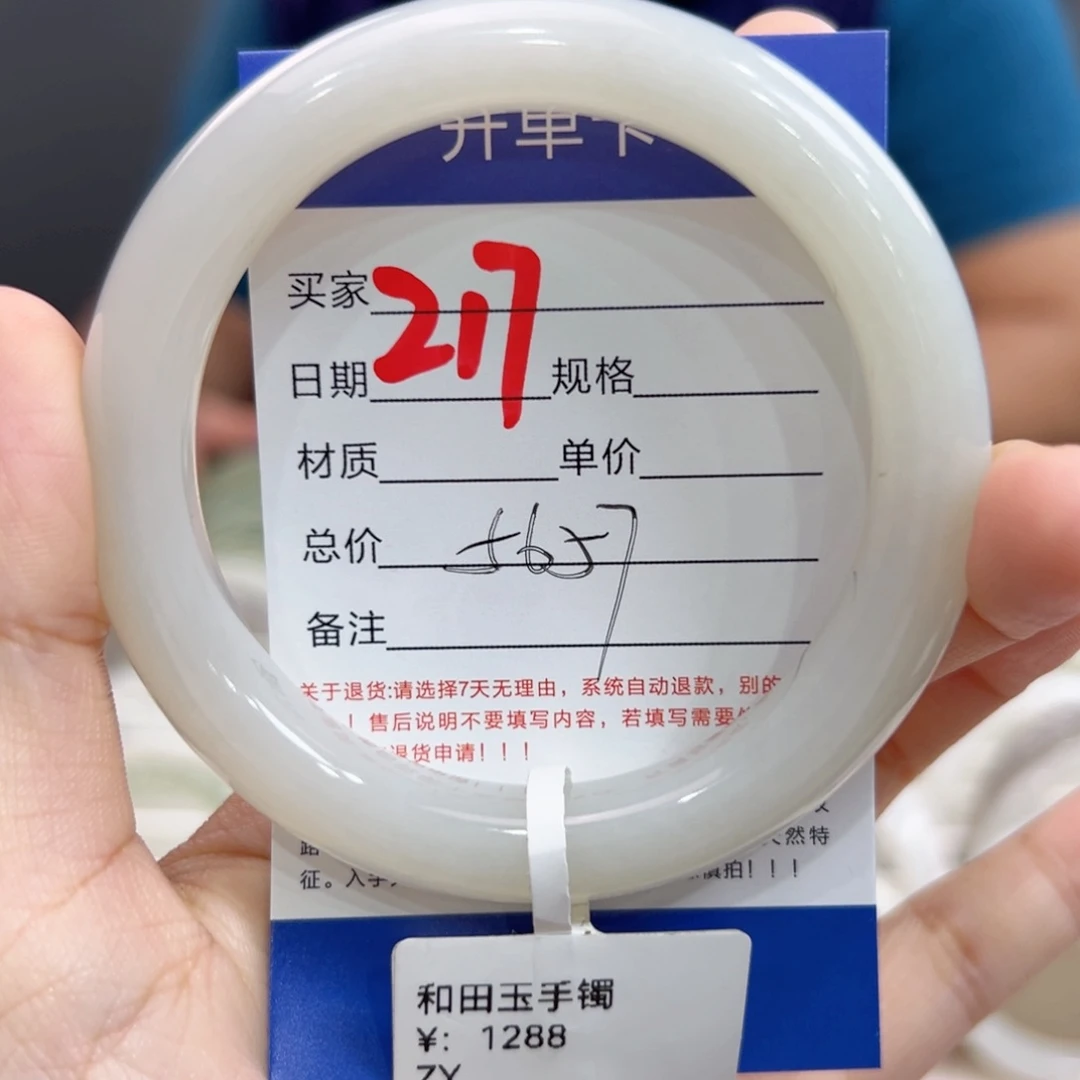 开单卡
买家 217
日期 规格
材质 单价
总价 5657
备注
关于退货:请选择7天无理由，系统自动退款，别的
！售后说明不要填写内容，若填写需要
退货申请！！！
然特
征。入手 慎拍！！！
和田玉手镯
¥: 1288
ZY